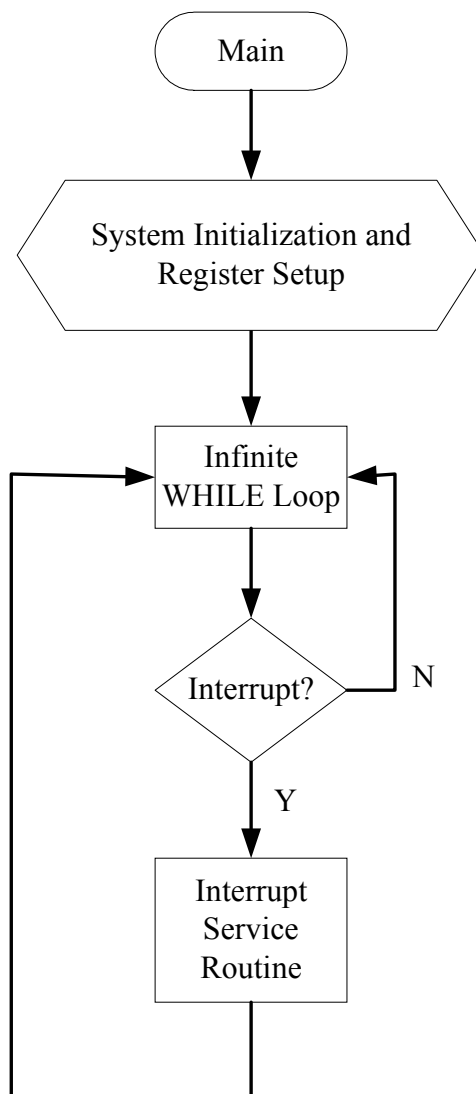 Main
System Initialization and
Register Setup
Infinite
WHILE Loop
Interrupt?
N
Y
Interrupt
Service
Routine